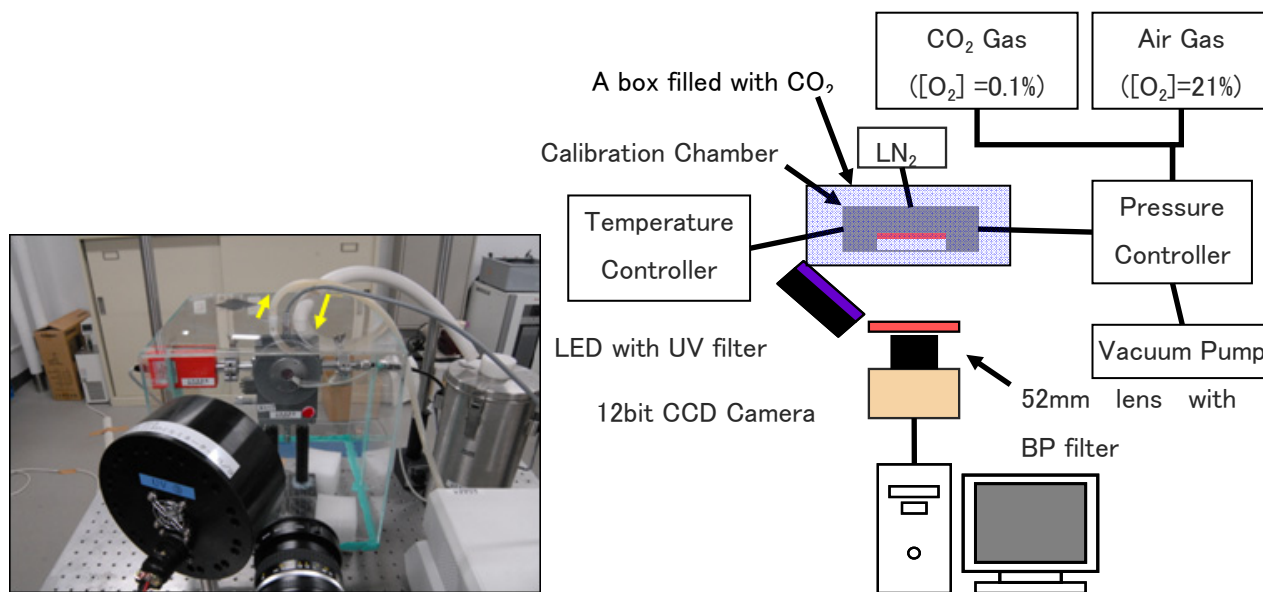 CO₂ Gas
([O₂] =0.1%)
Air Gas
([O₂]=21%)
A box filled with CO₂
LN₂
Calibration Chamber
Temperature
Controller
Pressure
Controller
LED with UV filter
Vacuum Pump
12bit CCD Camera
52mm lens with
BP filter